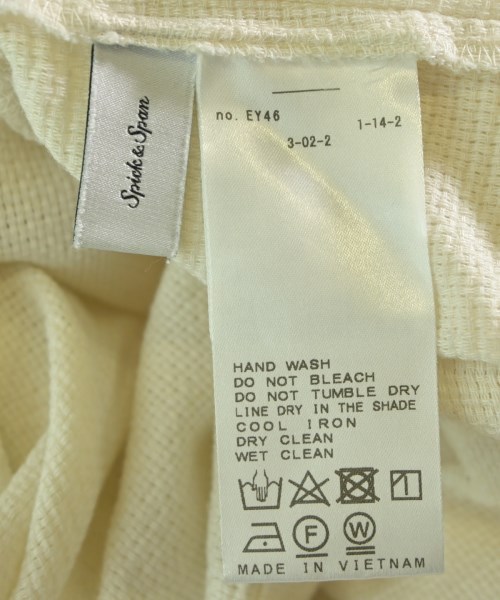 Spick & Span
no. EY46
1-14-2
3-02-2
HAND WASH
DO NOT BLEACH
DO NOT TUMBLE DRY
LINE DRY IN THE SHADE
COOL IRON
DRY CLEAN
WET CLEAN
F W
MADE IN VIETNAM